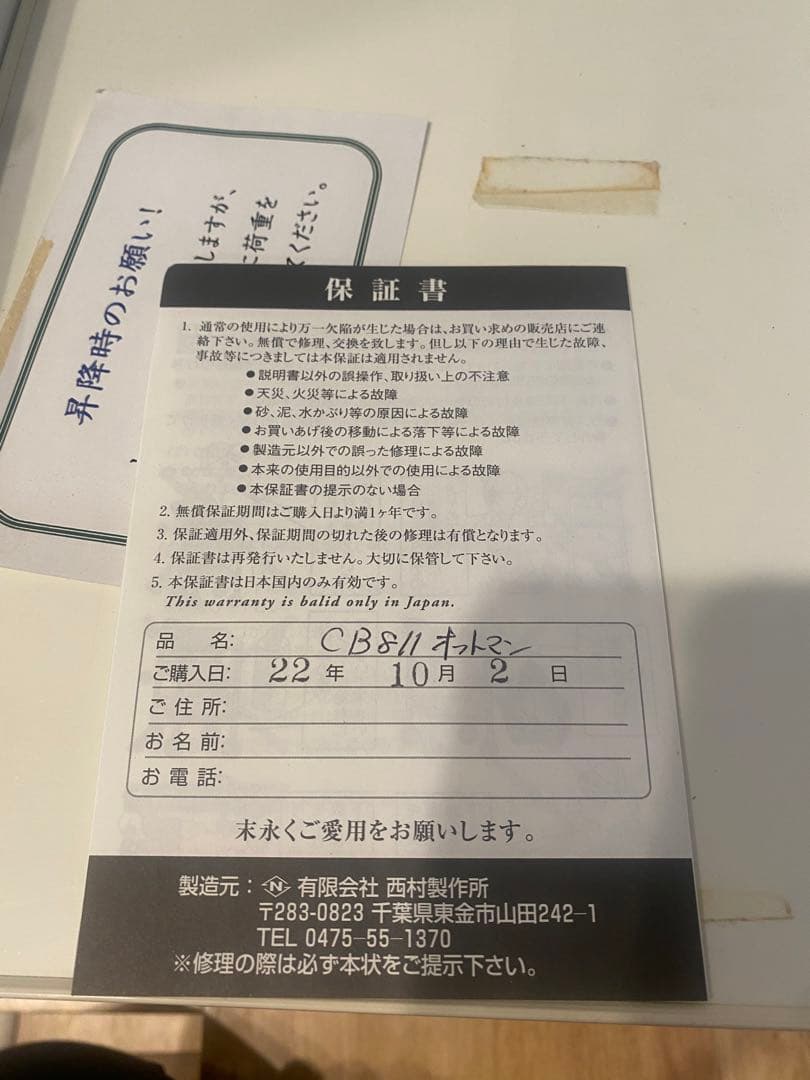 昇降時のお願い！
しますが、
に荷重を
ください。
保証書
1. 通常の使用により万一欠陥が生じた場合は、お買い求めの販売店にご連
絡下さい。無償で修理、交換を致します。但し以下の理由で生じた故障、
事故等につきましては本保証は適用されません。
●説明書以外の誤操作、取り扱い上の不注意
●天災、火災等による故障
●砂、泥、水かぶり等の原因による故障
●お買いあげ後の移動による落下等による故障
●製造元以外での誤った修理による故障
●本来の使用目的以外での使用による故障
●本保証書の提示のない場合
2. 無償保証期間はご購入日より満1ヶ年です。
3. 保証適用外、保証期間の切れた後の修理は有償となります。
4. 保証書は再発行いたしません。大切に保管して下さい。
5. 本保証書は日本国内のみ有効です。
This warranty is balid only in Japan.
品名: CB811 オットマン
ご購入日: 22年 10月 2日
ご住所:
お名前:
お電話:
末永くご愛用をお願いします。
製造元： N 有限会社 西村製作所
〒283-0823 千葉県東金市山田242-1
TEL 0475-55-1370
※修理の際は必ず本状をご提示下さい。